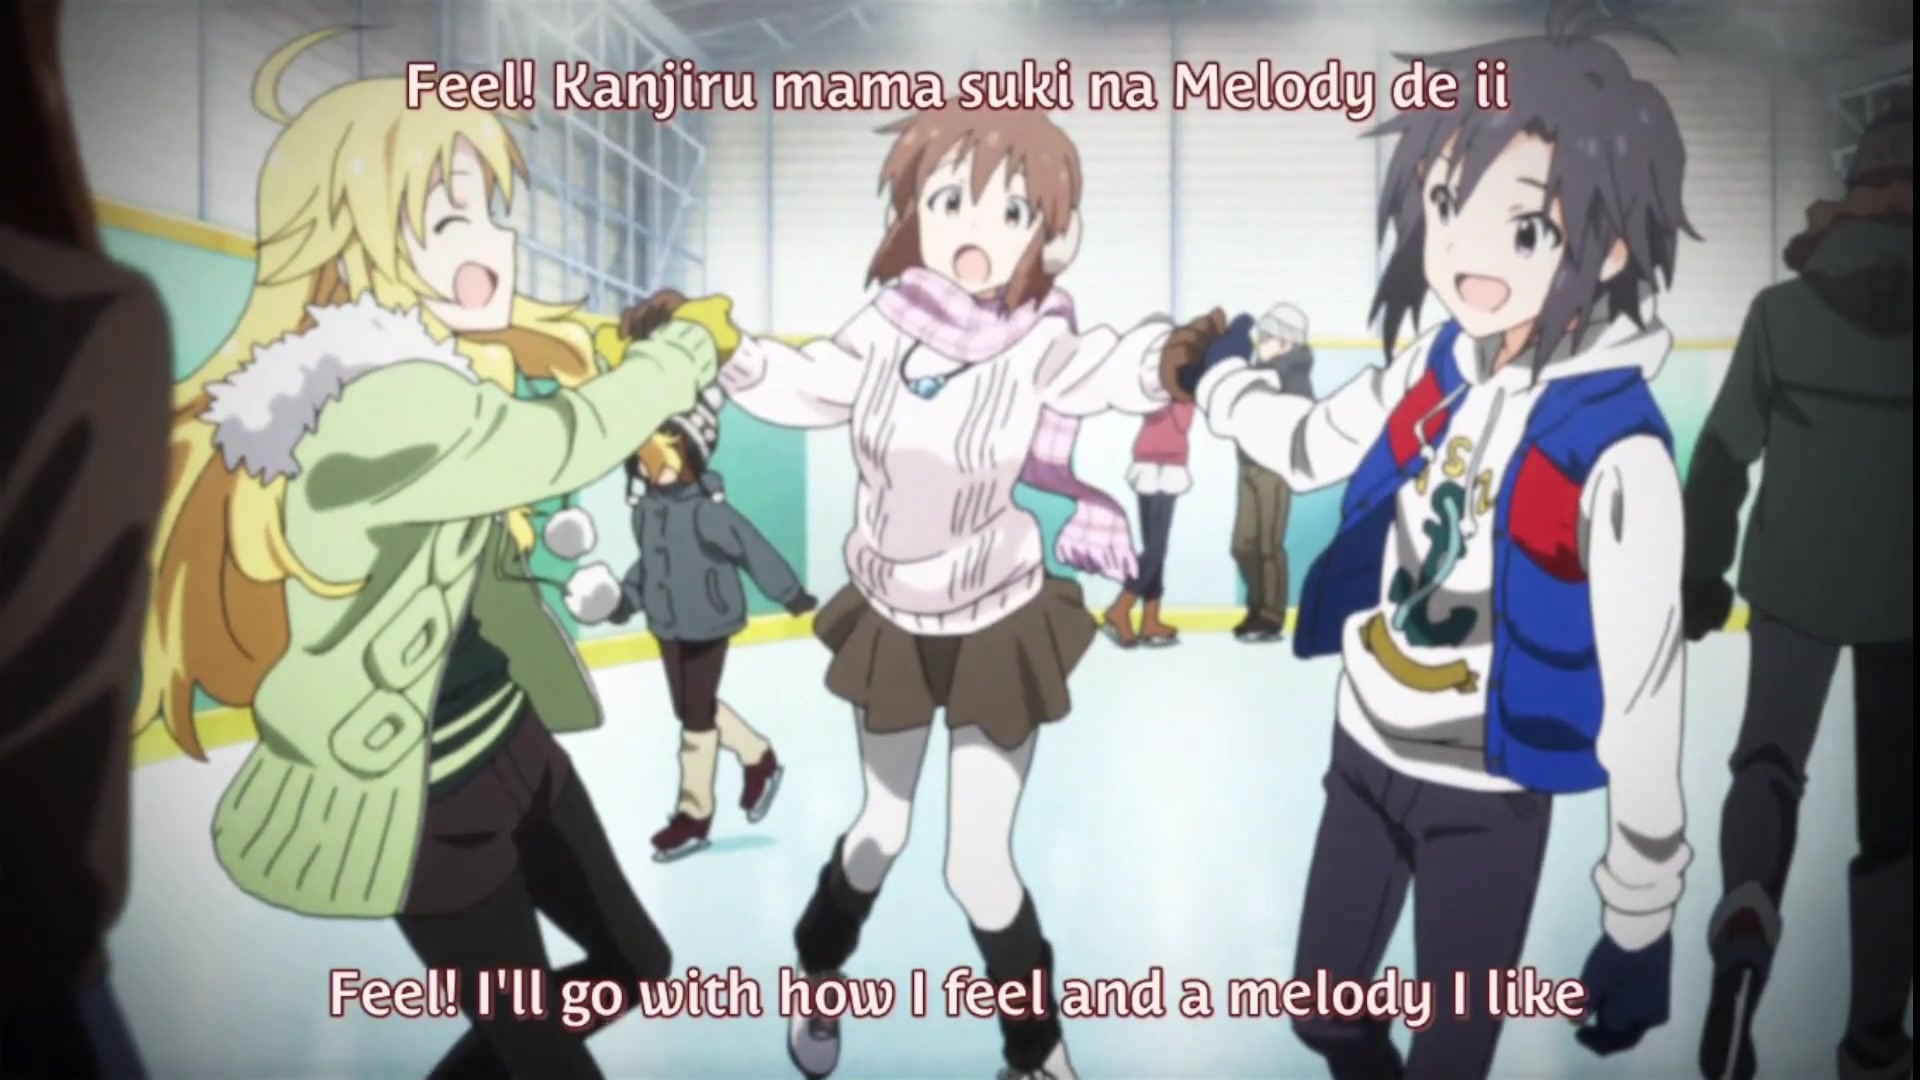 Feel! Kanjiru mama suki na Melody de ii
Feel! I'll go with how I feel and a melody I like